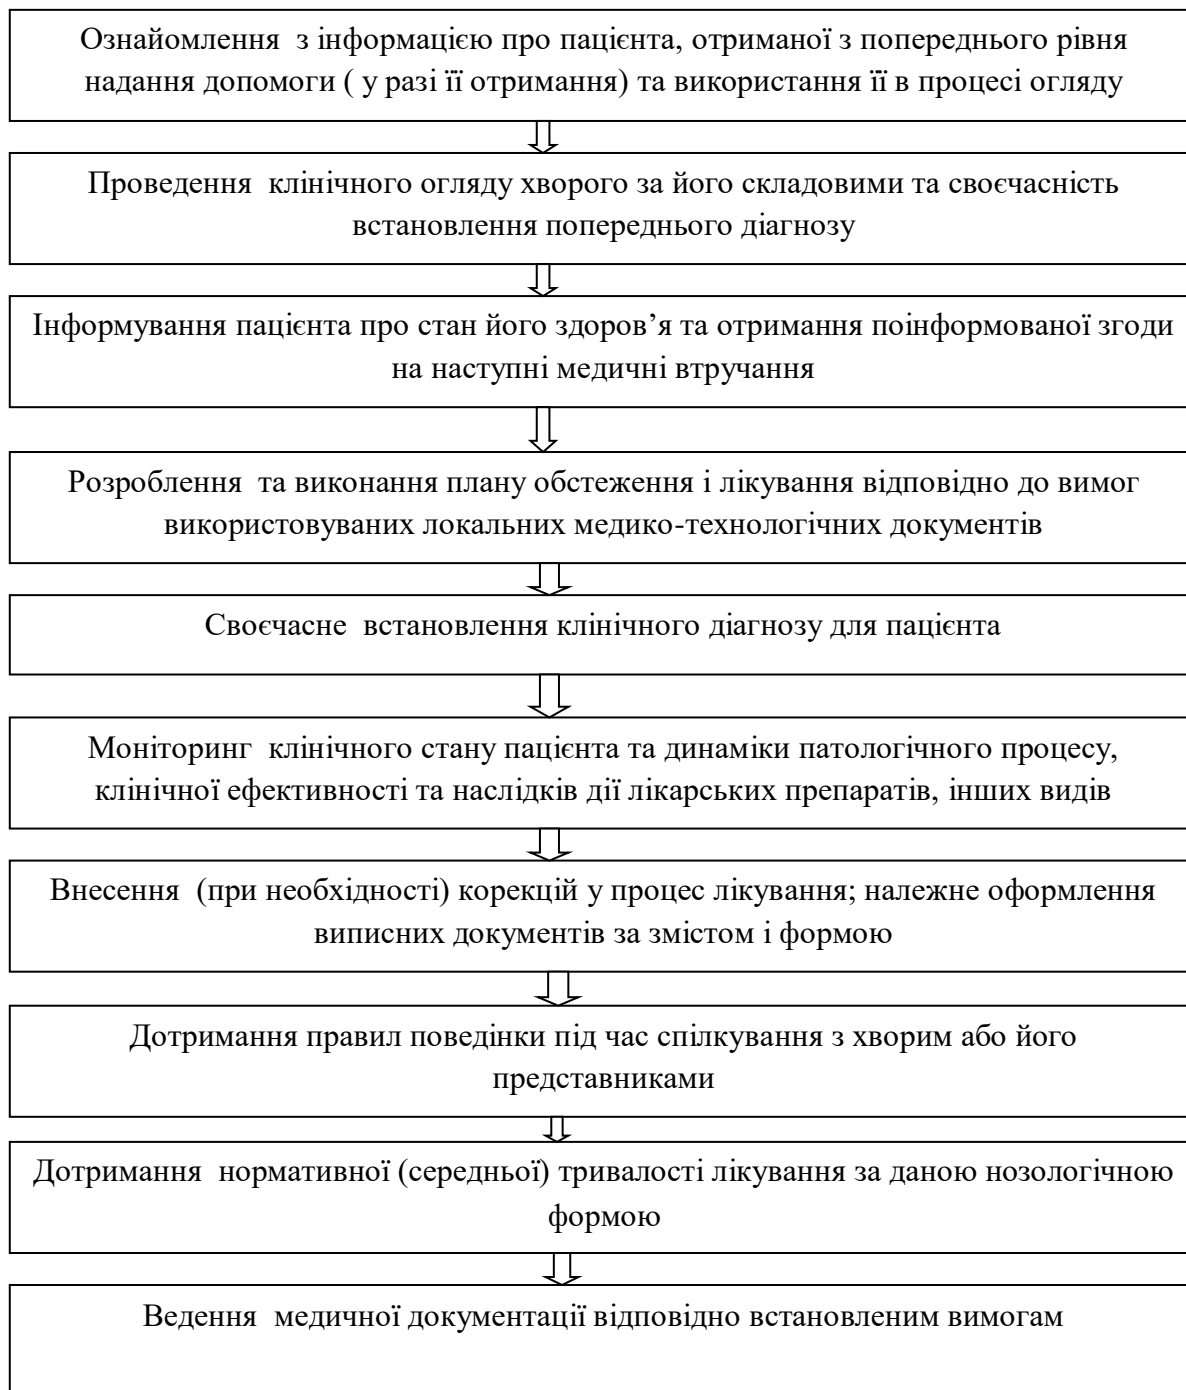 Ознайомлення з інформацією про пацієнта, отриманої з попереднього рівня
надання допомоги ( у разі її отримання) та використання її в процесі огляду
Проведення клінічного огляду хворого за його складовими та своєчасність
встановлення попереднього діагнозу
Інформування пацієнта про стан його здоров’я та отримання поінформованої згоди
на наступні медичні втручання
Розроблення та виконання плану обстеження і лікування відповідно до вимог
використовуваних локальних медико-технологічних документів
Своєчасне встановлення клінічного діагнозу для пацієнта
Моніторинг клінічного стану пацієнта та динаміки патологічного процесу,
клінічної ефективності та наслідків дії лікарських препаратів, інших видів
Внесення (при необхідності) корекцій у процес лікування; належне оформлення
виписних документів за змістом і формою
Дотримання правил поведінки під час спілкування з хворим або його
представниками
Дотримання нормативної (середньої) тривалості лікування за даною нозологічною
формою
Ведення медичної документації відповідно встановленим вимогам